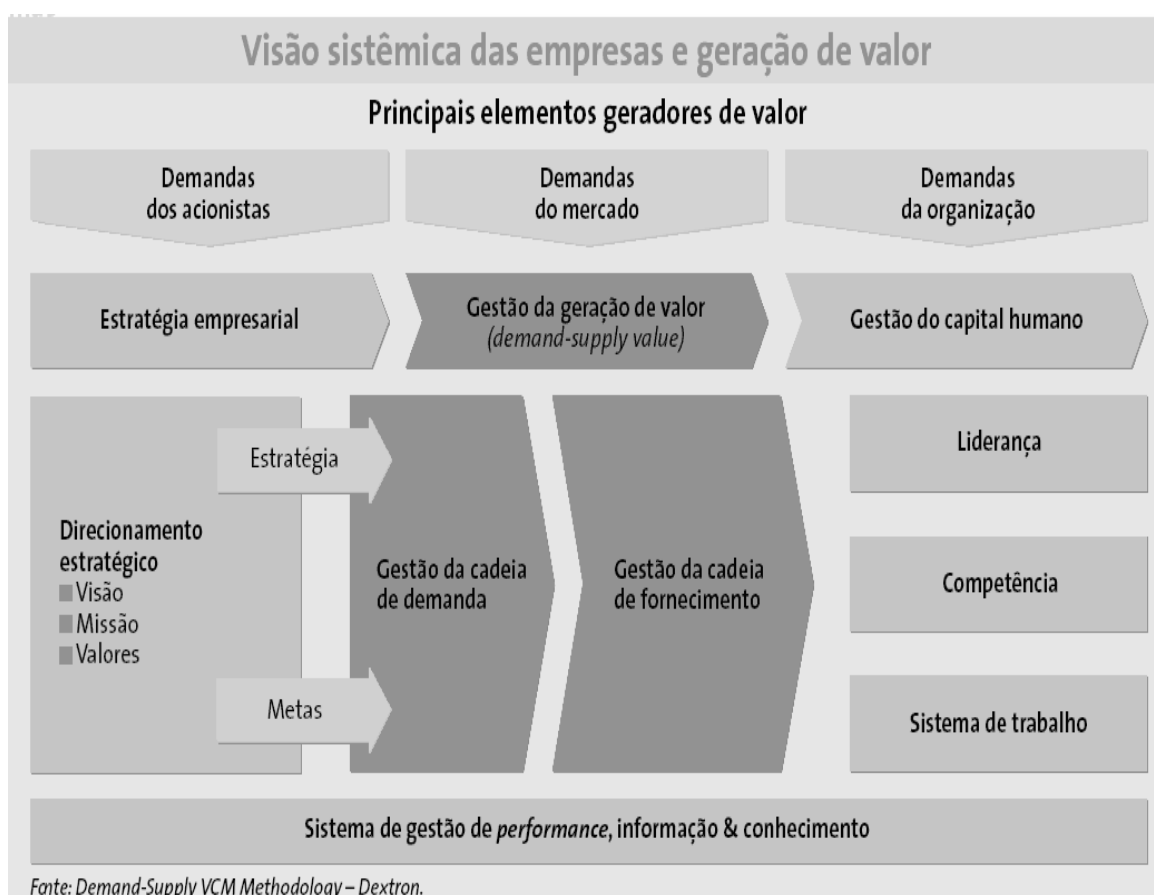 Visão sistêmica das empresas e geração de valor
Principais elementos geradores de valor
Demandas
dos acionistas
Demandas
do mercado
Demandas
da organização
Estratégia empresarial
Gestão da geração de valor
(demand-supply value)
Gestão do capital humano
Estratégia
Direcionamento
estratégico
Visão
Missão
Valores
Metas
Gestão da cadeia
de demanda
Gestão da cadeia
de fornecimento
Liderança
Competência
Sistema de trabalho
Sistema de gestão de performance, informação & conhecimento
Fonte: Demand-Supply VCM Methodology – Dextron.